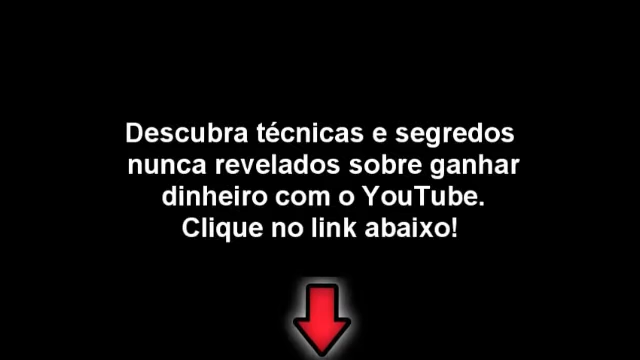 Descubra técnicas e segredos
nunca revelados sobre ganhar
dinheiro com o YouTube.
Clique no link abaixo!